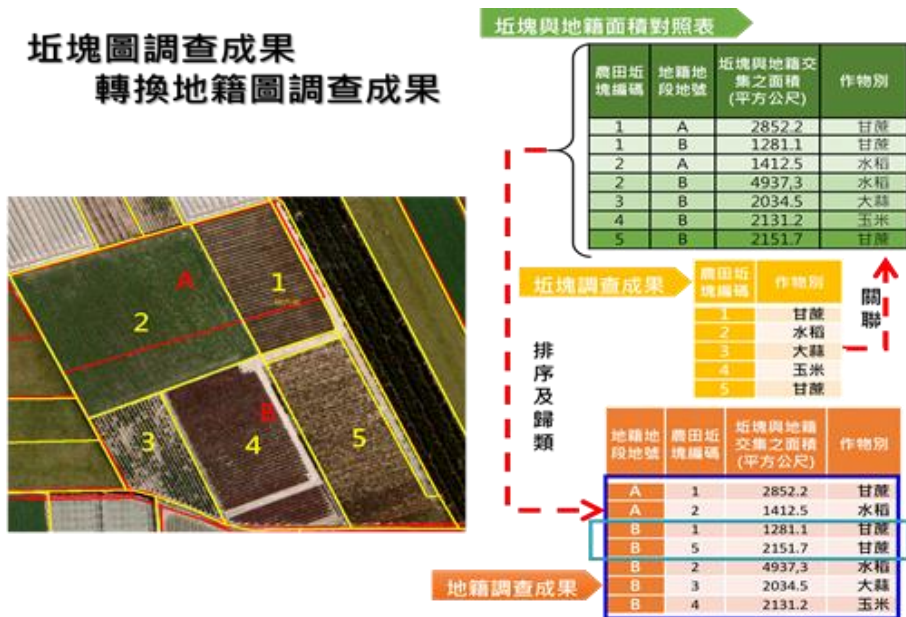 坵塊圖調查成果
轉換地籍圖調查成果
坵塊與地籍面積對照表
農田坵塊編碼 地籍地段地號 坵塊與地籍交集之面積(平方公尺) 作物別
1 A 2852.2 甘蔗
1 B 1281.1 甘蔗
2 A 1412.5 水稻
2 B 4937,3 水稻
3 B 2034.5 大蒜
4 B 2131.2 玉米
5 B 2151.7 甘蔗
坵塊調查成果
農田坵塊編碼 作物別
1 甘蔗
2 水稻
3 大蒜
4 玉米
5 甘蔗
關聯
排序及歸類
A
1
2
B
3
4
5
地籍地段地號 農田坵塊編碼 坵塊與地籍交集之面積(平方公尺) 作物別
A 1 2852.2 甘蔗
A 2 1412.5 水稻
B 1 1281.1 甘蔗
B 5 2151.7 甘蔗
B 2 4937,3 水稻
B 3 2034.5 大蒜
B 4 2131.2 玉米
地籍調查成果